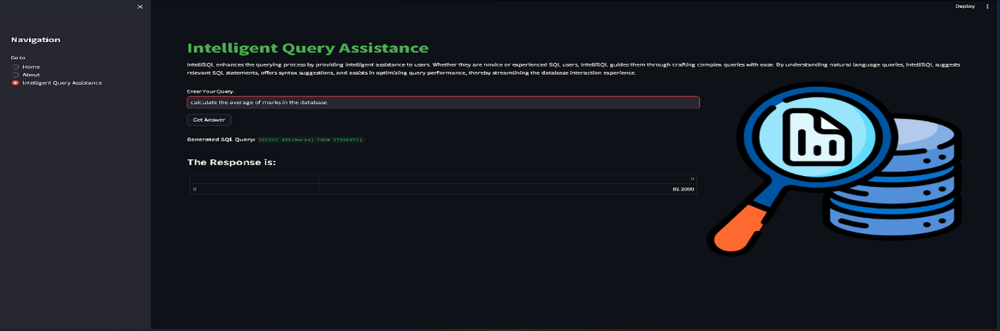 Deploy
Navigation
Go to
Home
About
Intelligent Query Assistance
Intelligent Query Assistance
IntelliSQL enhances the querying process by providing intelligent assistance to users. Whether they are novice or experienced SQL users, IntelliSQL guides them through crafting complex queries with ease. By understanding natural language queries, IntelliSQL suggests
relevant SQL statements, offers syntax suggestions, and assists in optimizing query performance, thereby streamlining the database interaction experience.
Enter Your Query:
calculate the average of marks in the database
Get Answer
Generated SQL Query: SELECT AVG(Marks) FROM STUDENTS;
The Response is:
0
0 82.2000